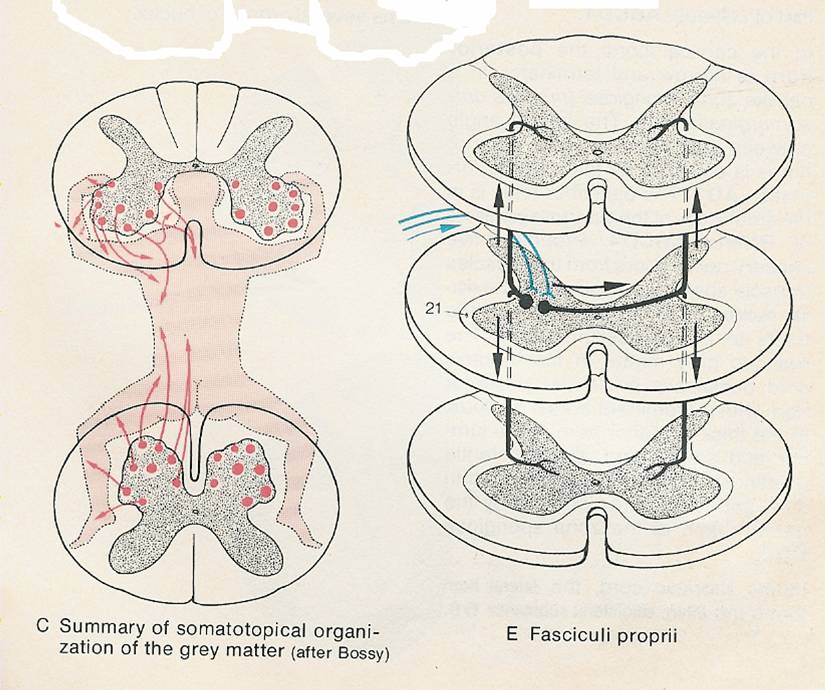 21
C Summary of somatotopical organi-
zation of the grey matter (after Bossy)
E Fasciculi proprii